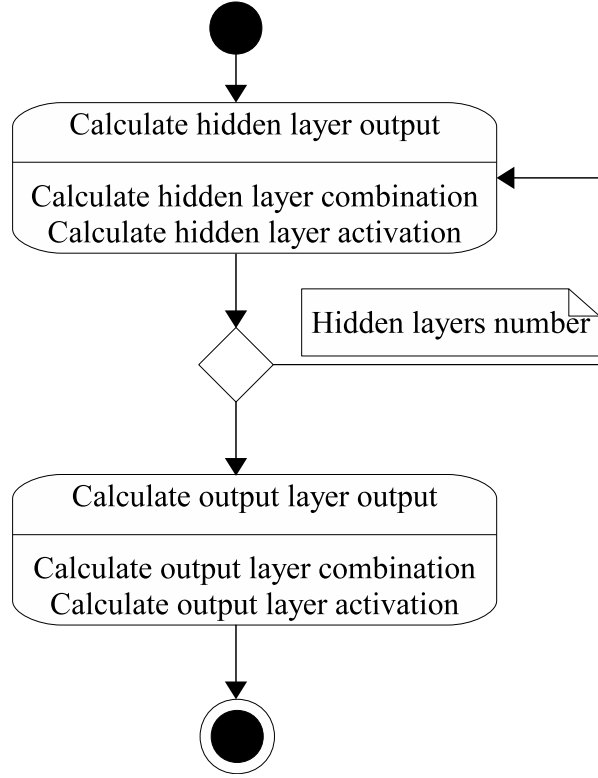 Calculate hidden layer output
Calculate hidden layer combination
Calculate hidden layer activation
Hidden layers number
Calculate output layer output
Calculate output layer combination
Calculate output layer activation